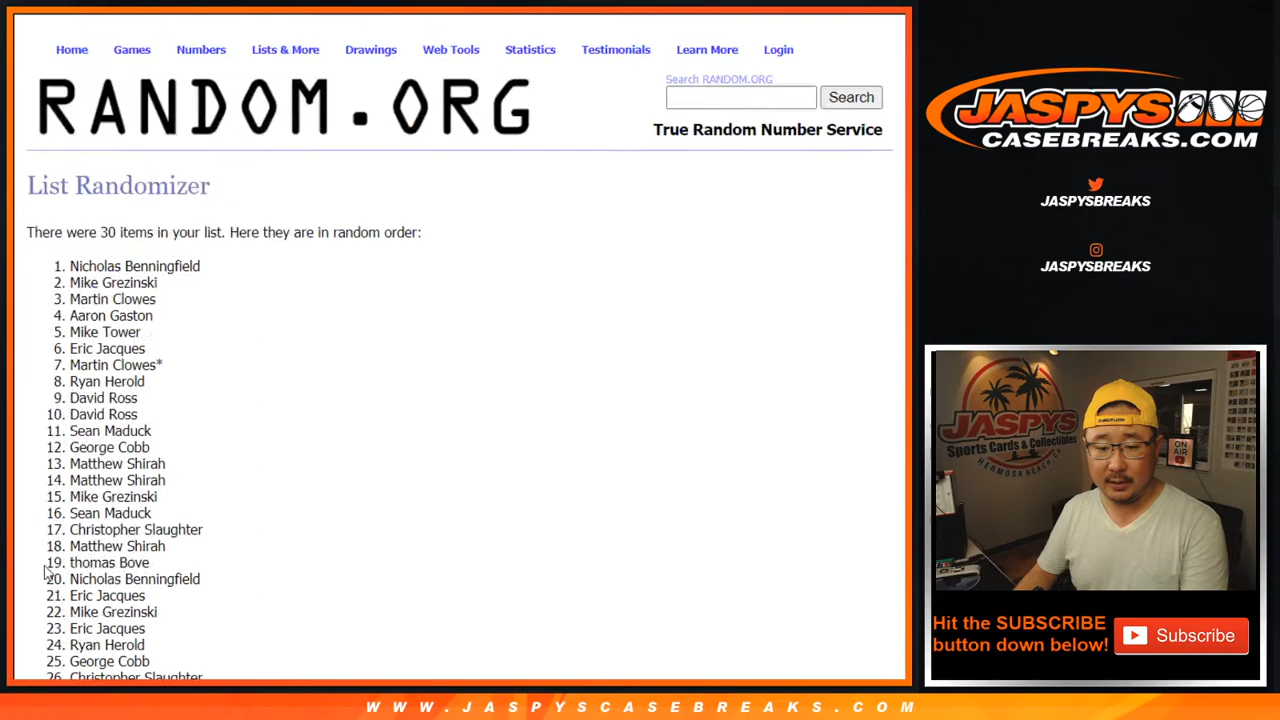 Home Games Numbers Lists & More Drawings Web Tools Statistics Testimonials Learn More Login
RANDOM.ORG
Search RANDOM.ORG
Search
True Random Number Service
List Randomizer
There were 30 items in your list. Here they are in random order:
1. Nicholas Benningfield
2. Mike Grezinski
3. Martin Clowes
4. Aaron Gaston
5. Mike Tower
6. Eric Jacques
7. Martin Clowes*
8. Ryan Herold
9. David Ross
10. David Ross
11. Sean Maduck
12. George Cobb
13. Matthew Shirah
14. Matthew Shirah
15. Mike Grezinski
16. Sean Maduck
17. Christopher Slaughter
18. Matthew Shirah
19. thomas Bove
20. Nicholas Benningfield
21. Eric Jacques
22. Mike Grezinski
23. Eric Jacques
24. Ryan Herold
25. George Cobb
26. Christopher Slaughter
JASPYS
CASEBREAKS.COM
JASPYSBREAKS
JASPYSBREAKS
JASPYS
Sports Cards & Collectibles
HERMOSA BEACH, CA
ON AIR
Hit the SUBSCRIBE
button down below!
Subscribe
WWW.JASPYSCASEBREAKS.COM